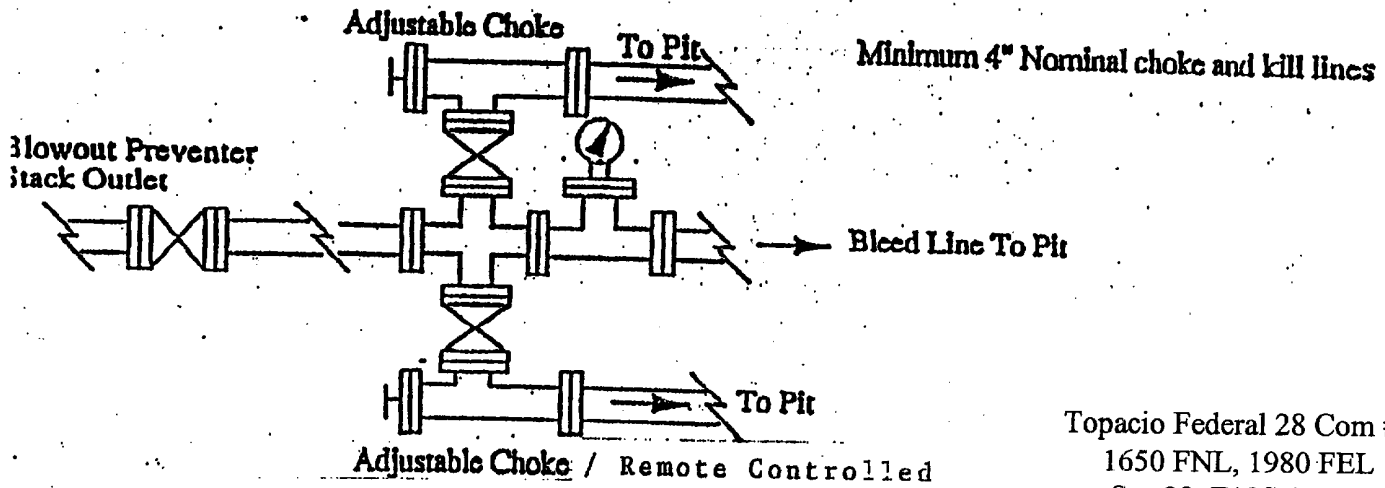 Adjustable Choke
To Pit
Minimum 4" Nominal choke and kill lines
Blowout Preventer
Stack Outlet
Bleed Line To Pit
To Pit
Adjustable Choke / Remote Controlled
Topacio Federal 28 Com
1650 FNL, 1980 FEL